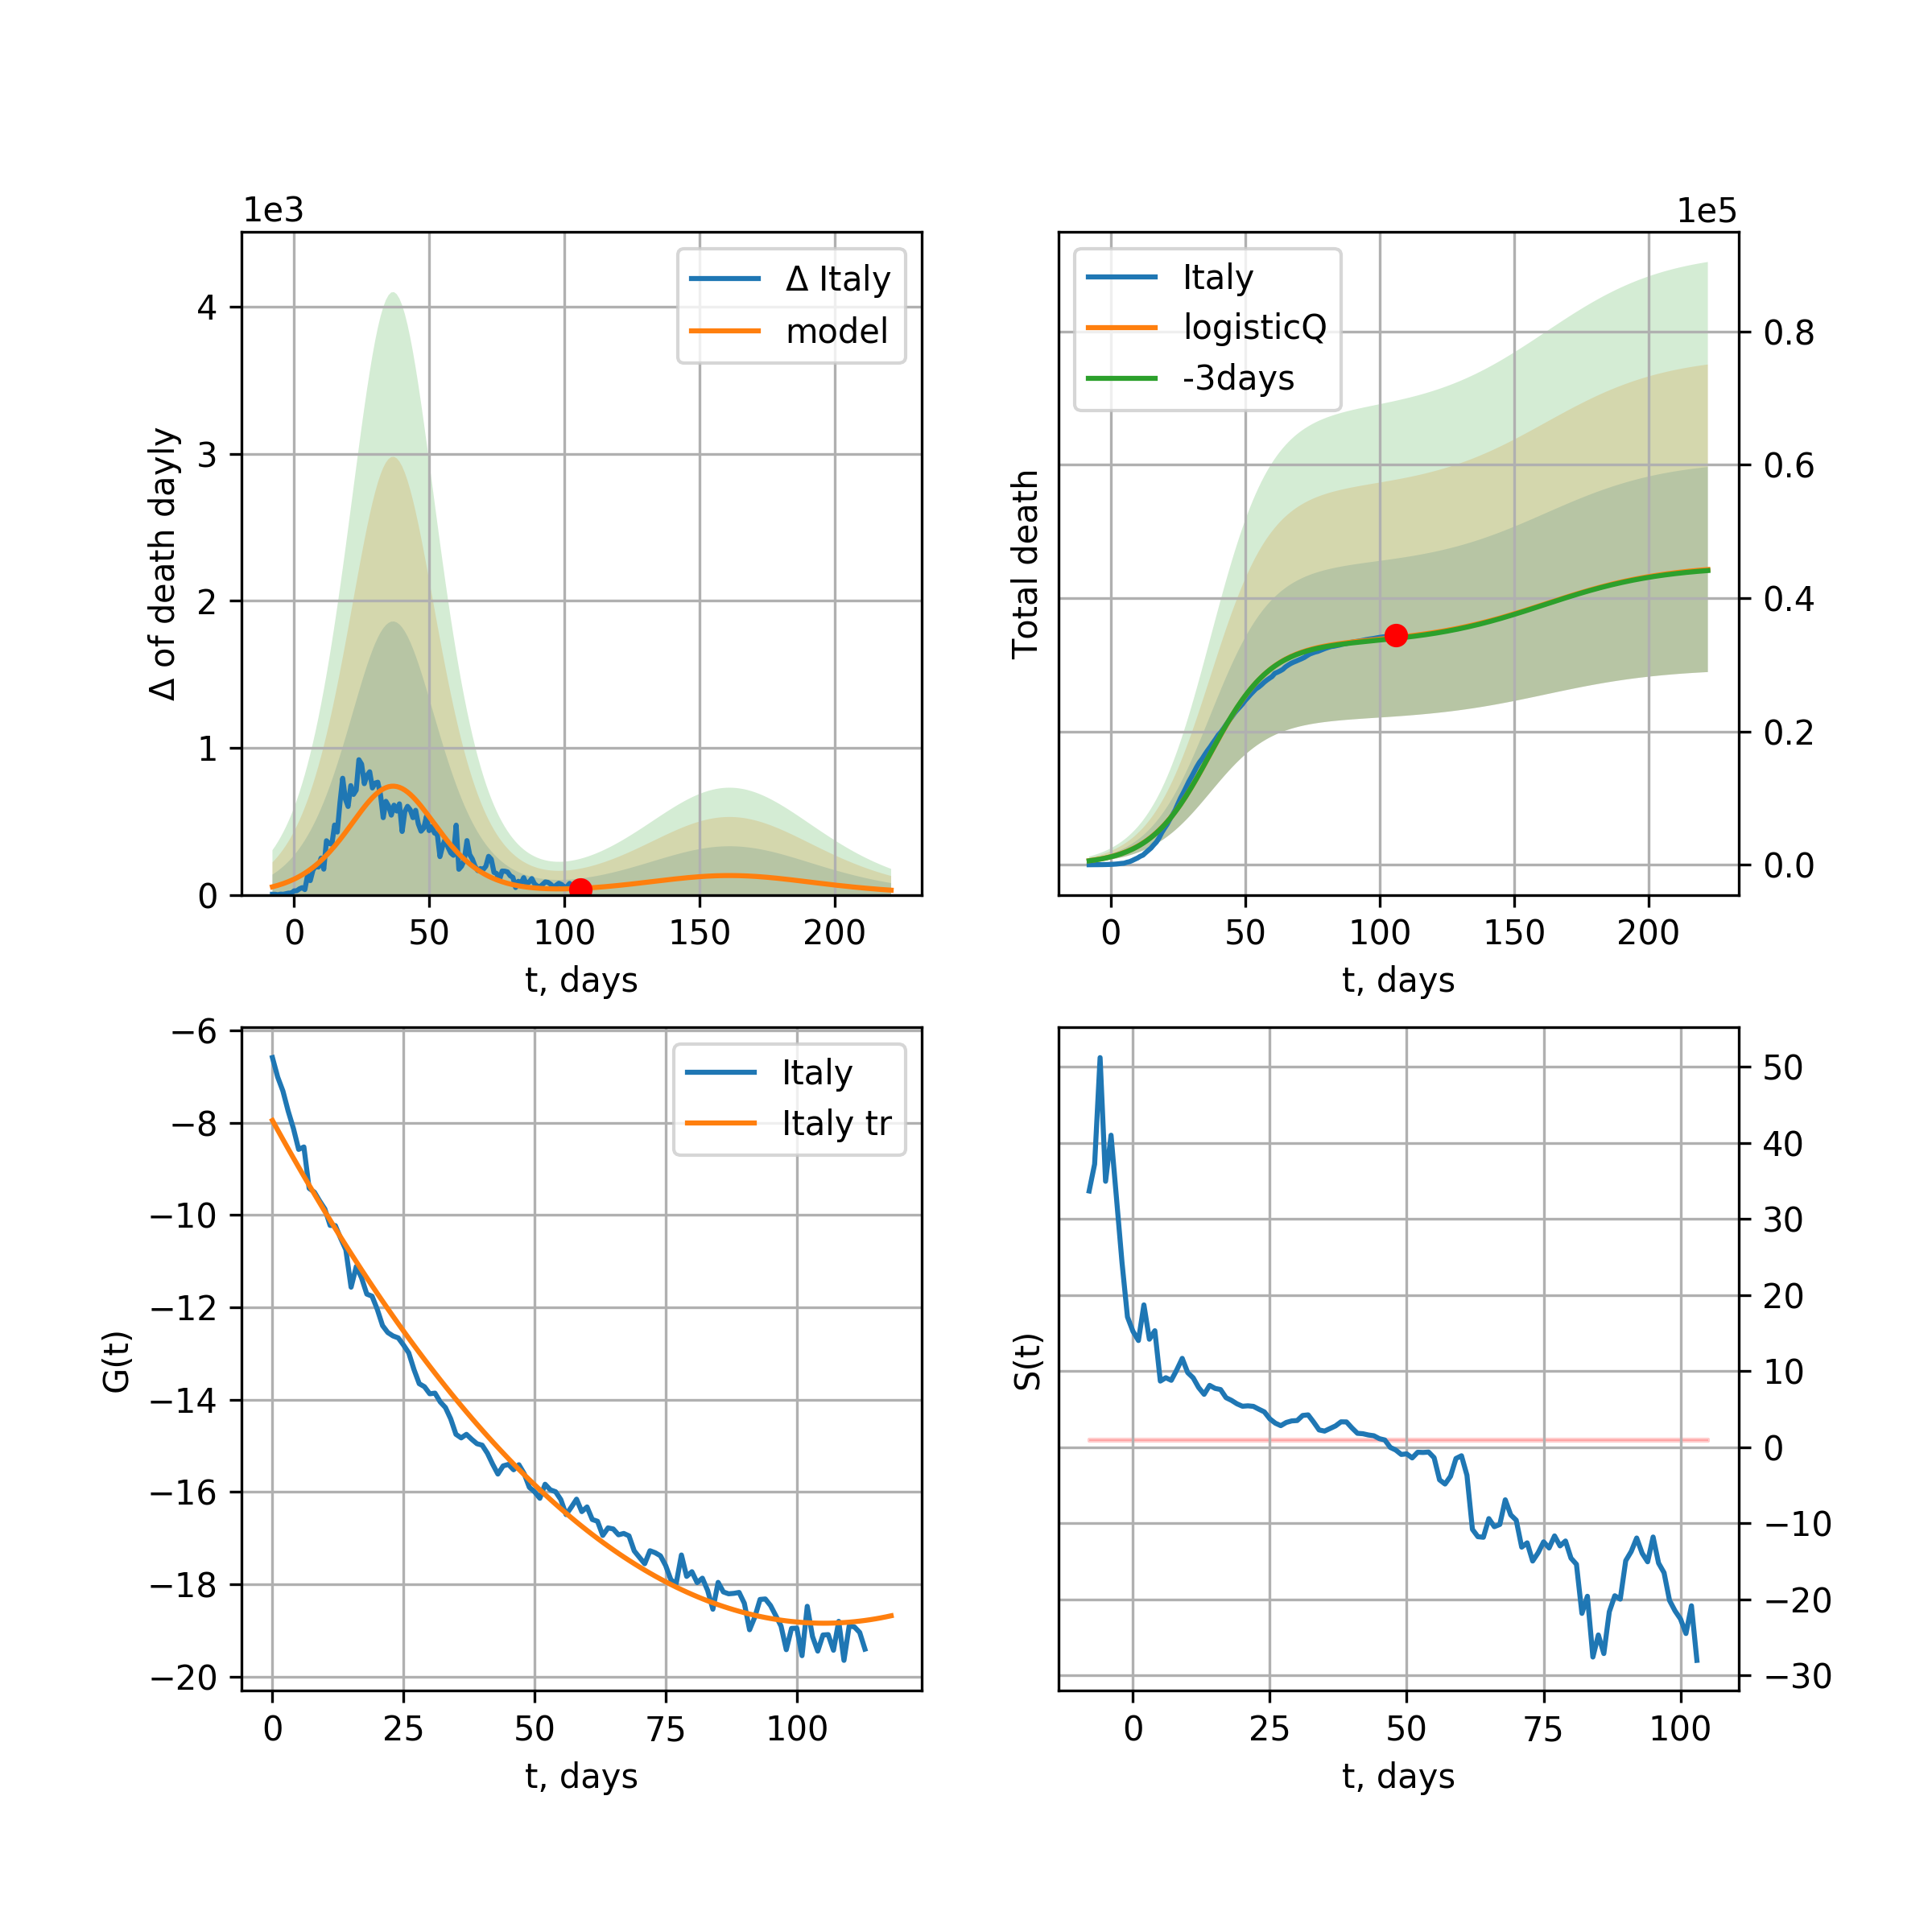 1e3
Δ Italy
model
Δ of death dayly
4
3
2
1
0
0 50 100 150 200
t, days
1e5
Italy
logisticQ
-3days
Total death
0.8
0.6
0.4
0.2
0.0
0 50 100 150 200
t, days
Italy
Italy tr
G(t)
−6
−8
−10
−12
−14
−16
−18
−20
0 25 50 75 100
t, days
S(t)
50
40
30
20
10
0
−10
−20
−30
0 25 50 75 100
t, days